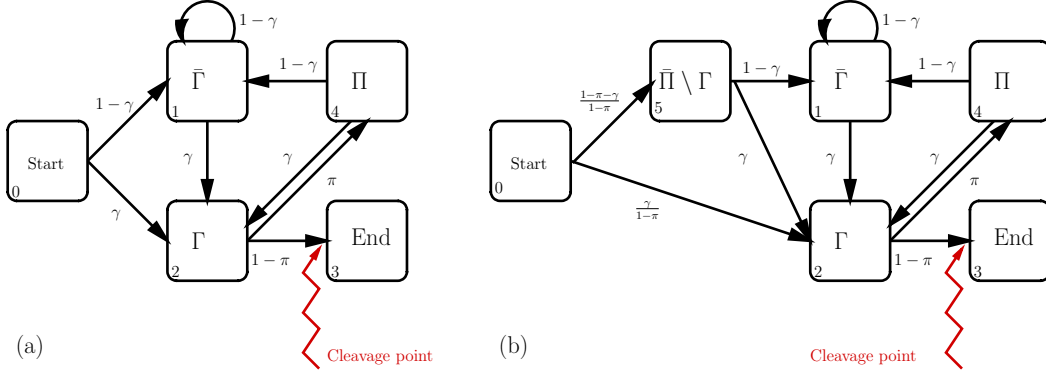 1 − γ
Γ̄
1
1 − γ
Π
4
1 − γ
Start
0
γ
γ
π
γ
Γ
2
1 − π
End
3
Cleavage point
(a)
1 − γ
Π̄ \ Γ
5
1 − γ
Γ̄
1
1 − γ
Π
4
1−π−γ
1−π
Start
0
γ
γ
γ
π
γ
1−π
Γ
2
1 − π
End
3
Cleavage point
(b)